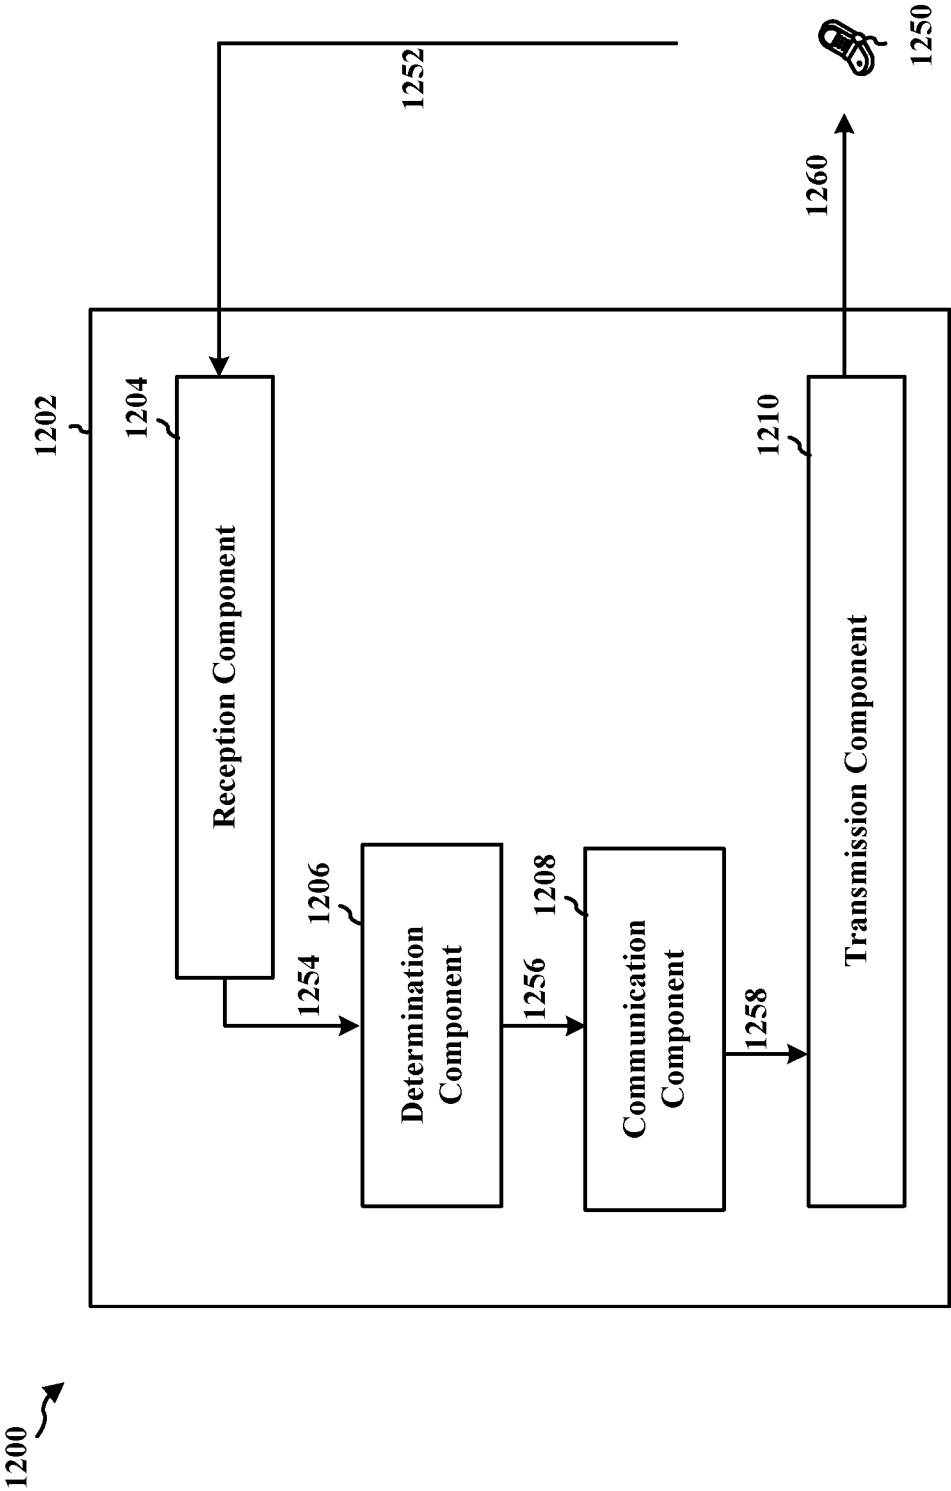 1200
1202
1204
Reception Component
1252
1254
1206
Determination
Component
1256
1208
Communication
Component
1258
1210
Transmission Component
1260
1250